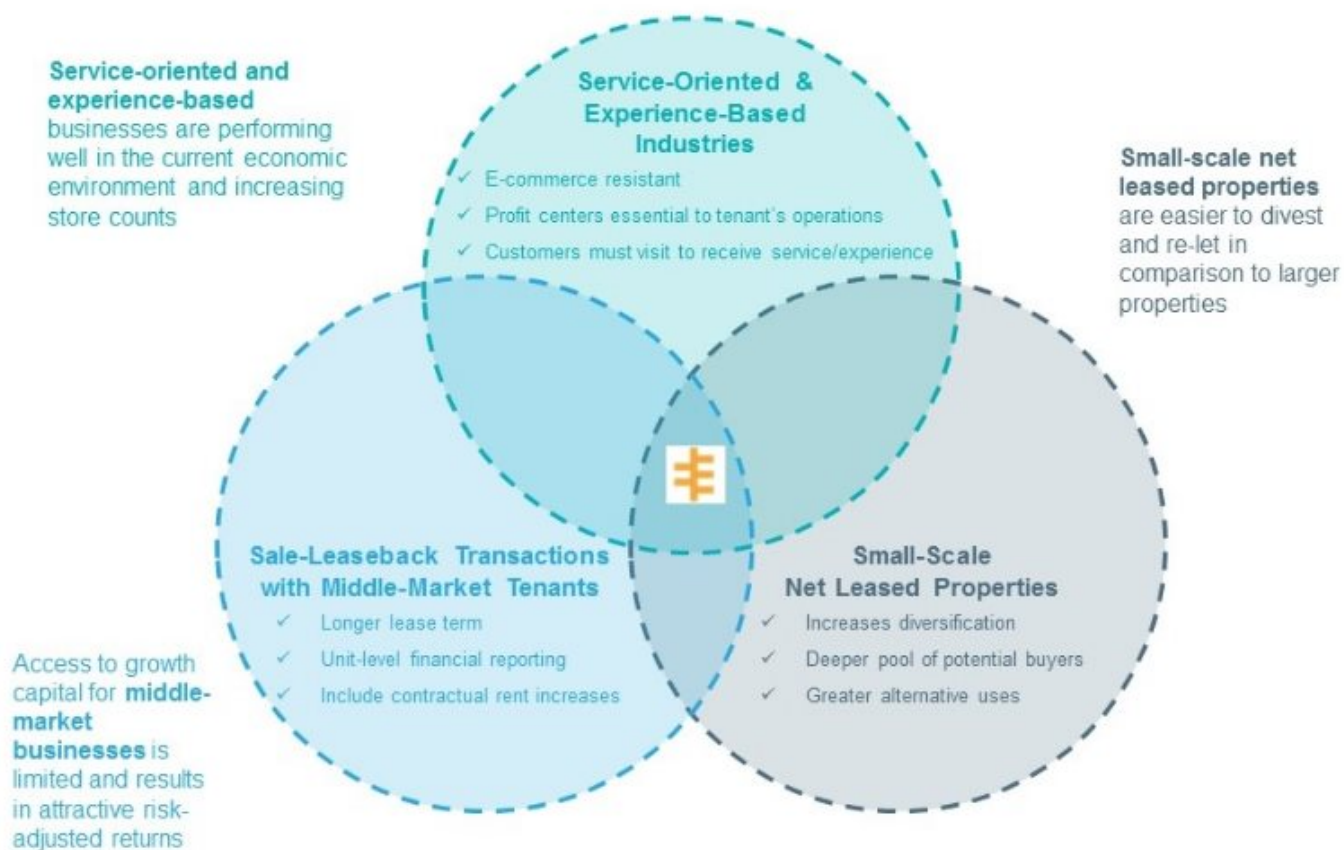 Service-oriented and
experience-based
businesses are performing
well in the current economic
environment and increasing
store counts
Service-Oriented &
Experience-Based
Industries
✓ E-commerce resistant
✓ Profit centers essential to tenant's operations
✓ Customers must visit to receive service/experience
Small-scale net
leased properties
are easier to divest
and re-let in
comparison to larger
properties
Sale-Leaseback Transactions
with Middle-Market Tenants
✓ Longer lease term
✓ Unit-level financial reporting
✓ Include contractual rent increases
Small-Scale
Net Leased Properties
✓ Increases diversification
✓ Deeper pool of potential buyers
✓ Greater alternative uses
Access to growth
capital for middle-
market
businesses is
limited and results
in attractive risk-
adjusted returns